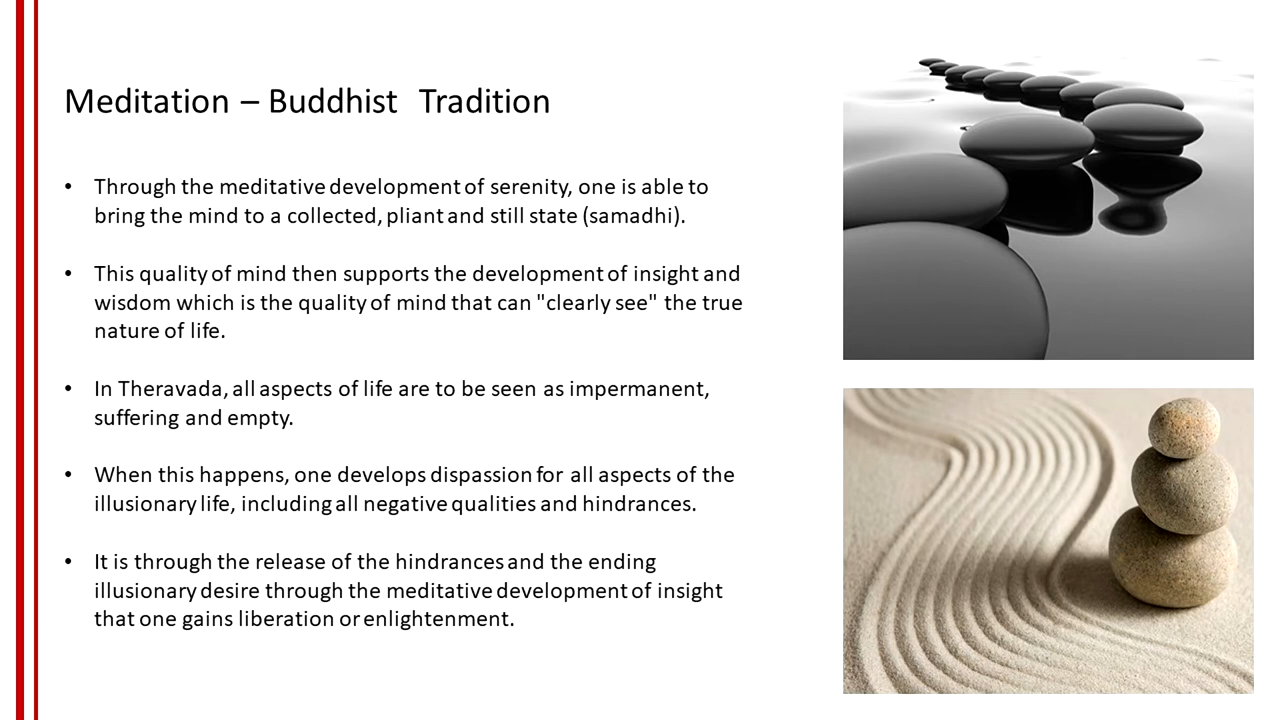 Meditation – Buddhist Tradition
• Through the meditative development of serenity, one is able to
bring the mind to a collected, pliant and still state (samadhi).
• This quality of mind then supports the development of insight and
wisdom which is the quality of mind that can "clearly see" the true
nature of life.
• In Theravada, all aspects of life are to be seen as impermanent,
suffering and empty.
• When this happens, one develops dispassion for all aspects of the
illusionary life, including all negative qualities and hindrances.
• It is through the release of the hindrances and the ending
illusionary desire through the meditative development of insight
that one gains liberation or enlightenment.